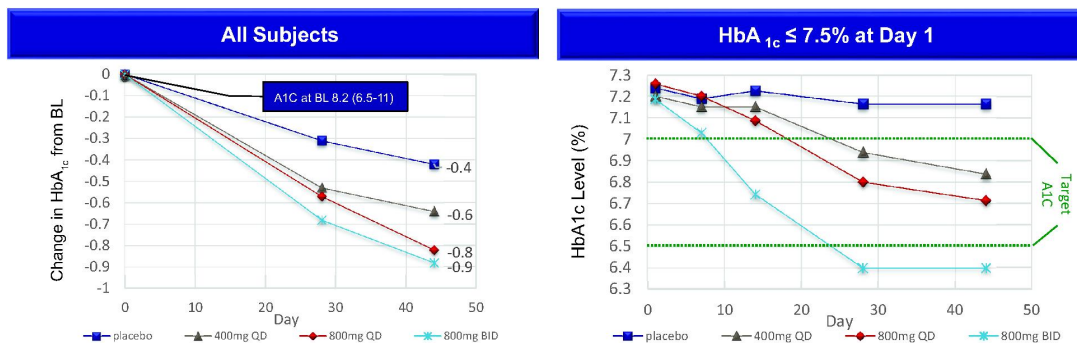 All Subjects
Change in HbA1c from BL
0
-0.1
-0.2
-0.3
-0.4
-0.5
-0.6
-0.7
-0.8
-0.9
-1
A1C at BL 8.2 (6.5-11)
-0.4
-0.6
-0.8
-0.9
0 10 20 30 40 50
Day
placebo 400mg QD 800mg QD 800mg BID
HbA 1c ≤ 7.5% at Day 1
HbA1c Level (%)
7.3
7.2
7.1
7
6.9
6.8
6.7
6.6
6.5
6.4
6.3
Target
A1C
0 10 20 30 40 50
Day
placebo 400mg QD 800mg QD 800mg BID